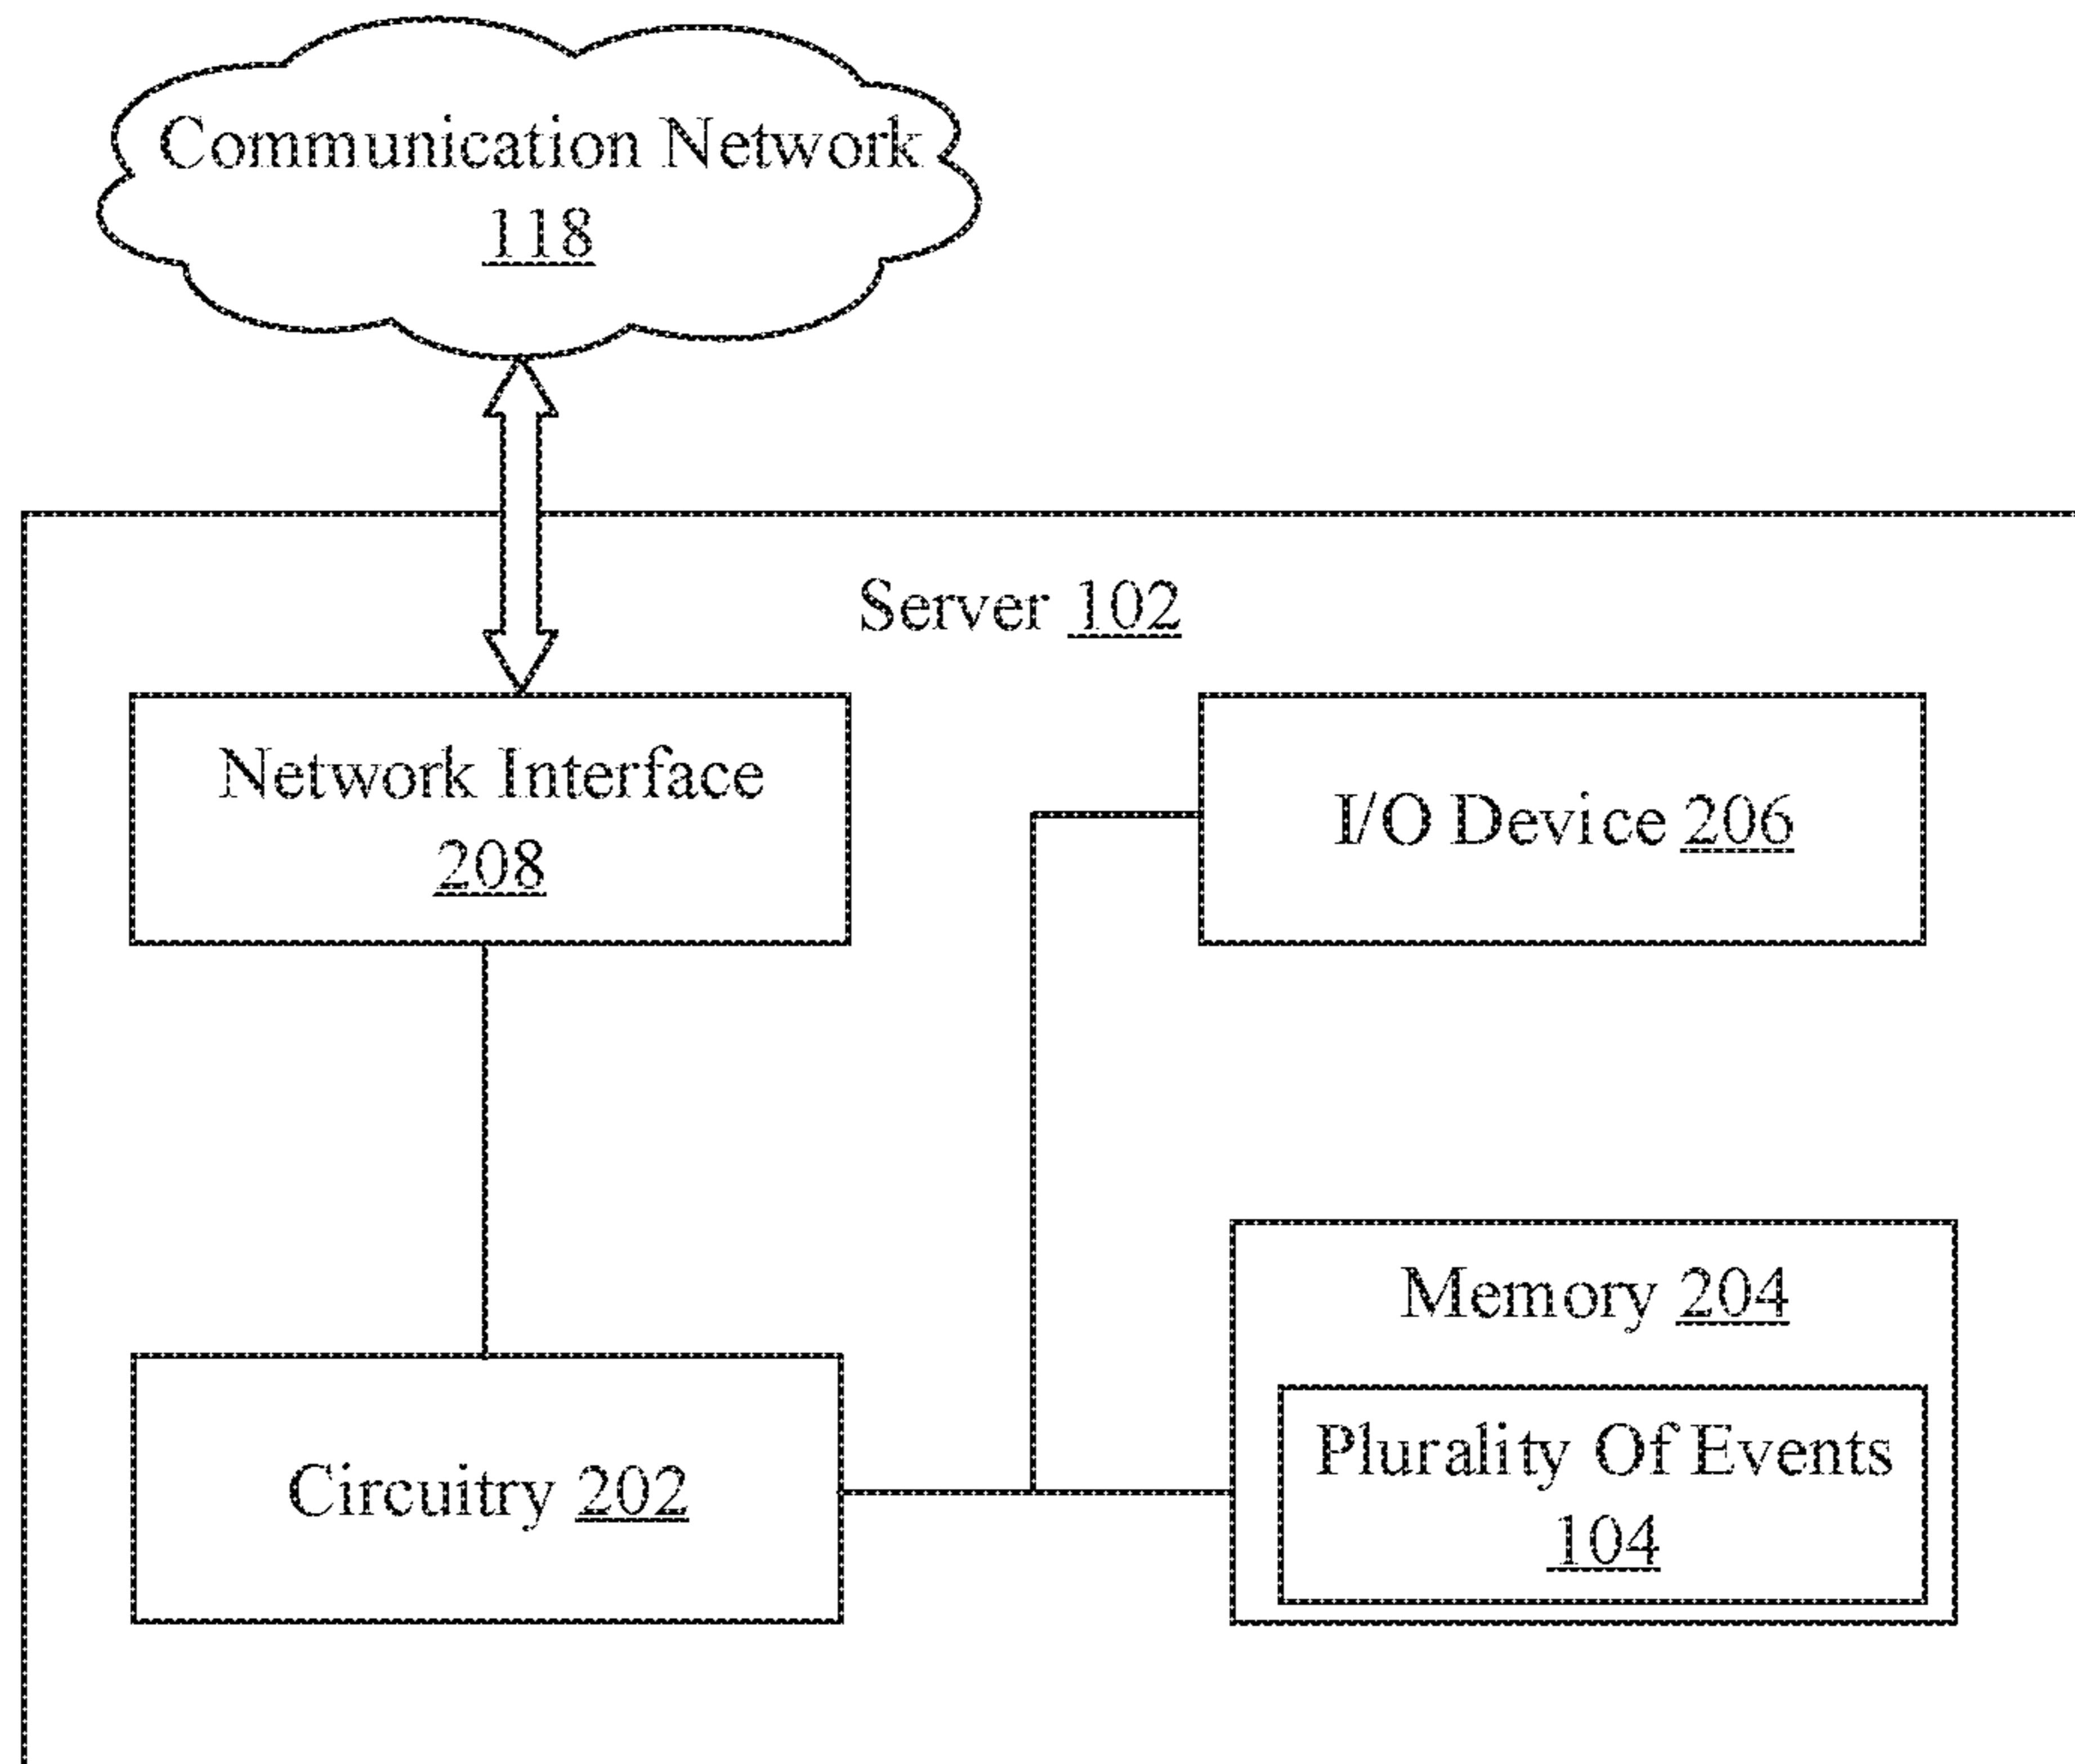 Communication Network
118
Server 102
Network Interface
208
I/O Device 206
Memory 204
Plurality Of Events
104
Circuitry 202